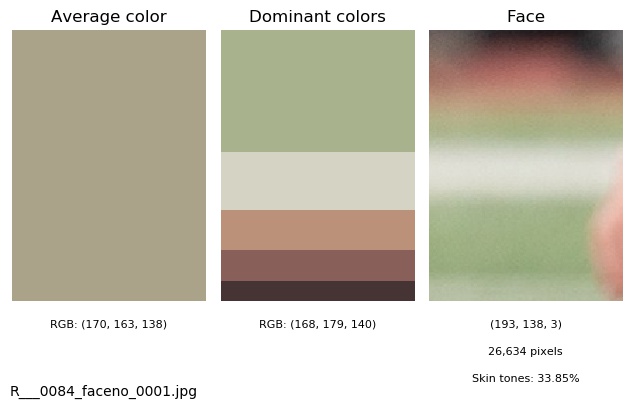 Average color
Dominant colors
Face
RGB: (170, 163, 138)
RGB: (168, 179, 140)
(193, 138, 3)
26,634 pixels
Skin tones: 33.85%
R___0084_faceno_0001.jpg